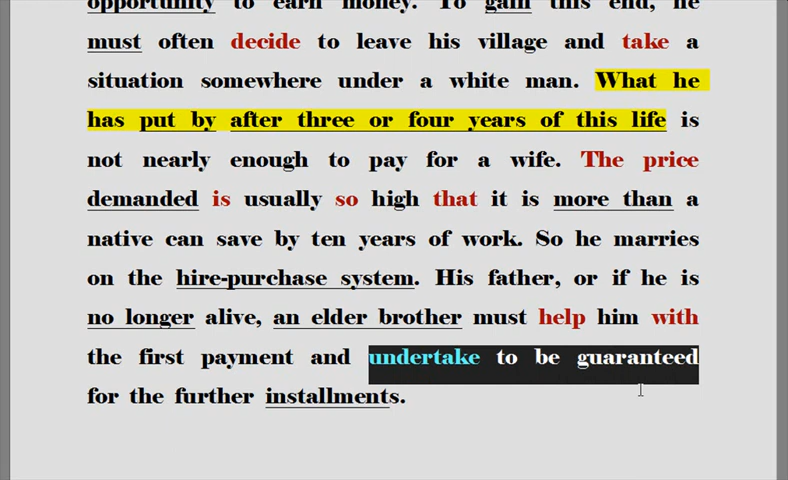 opportunity to earn money. To gain this end, he
must often decide to leave his village and take a
situation somewhere under a white man. What he
has put by after three or four years of this life is
not nearly enough to pay for a wife. The price
demanded is usually so high that it is more than a
native can save by ten years of work. So he marries
on the hire-purchase system. His father, or if he is
no longer alive, an elder brother must help him with
the first payment and undertake to be guaranteed
for the further installments.